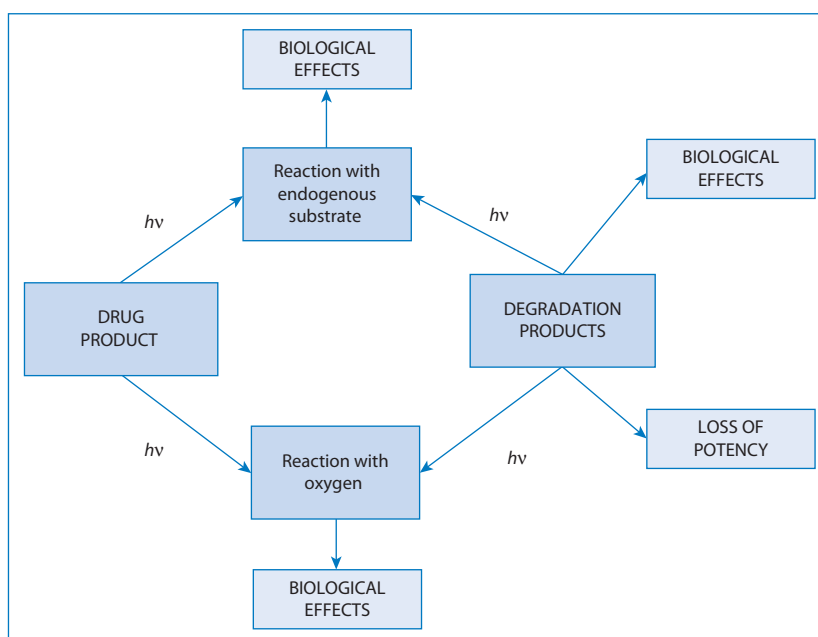 BIOLOGICAL
EFFECTS
Reaction with
endogenous
substrate
BIOLOGICAL
EFFECTS
hν
hν
DRUG
PRODUCT
DEGRADATION
PRODUCTS
hν
Reaction with
oxygen
hν
LOSS OF
POTENCY
BIOLOGICAL
EFFECTS